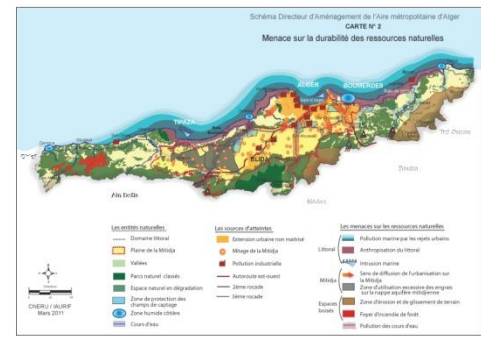 Schéma Directeur d'Aménagement de l'Aire métropolitaine d'Alger
CARTE N° 2
Menace sur la durabilité des ressources naturelles
ALGER
BOUMERDES
TIPAZA
BLIDA
Tizi Ouzou
Bouira
Médéa
Ain Defla
Les entités naturelles
Domaine littoral
Plaine de la Mitidja
Vallées
Parcs naturel classés
Espace naturel en dégradation
Zone de protection des
champs de captage
Zone humide côtière
Cours d'eau
Les sources d'atteintes
Extension urbaine non maitrisé
Mitage de la Mitidja
Pollution industrielle
Autoroute est-ouest
2ème rocade
3ème rocade
Les menaces sur les ressources naturelles
Littoral
Pollution marine par les rejets urbains
Anthropisation du littoral
Intrusion marine
Mitidja
Sens de diffusion de l'urbanisation sur
la Mitidja
Zone d'utilisation excessive des engrais
sur la nappe aquifère mitidjienne
Espaces
boisés
Zone d'érosion et de glissement de terrain
Foyer d'incendie de forêt
Pollution des cours d'eau
CNERU / IAURIF
Mars 2011